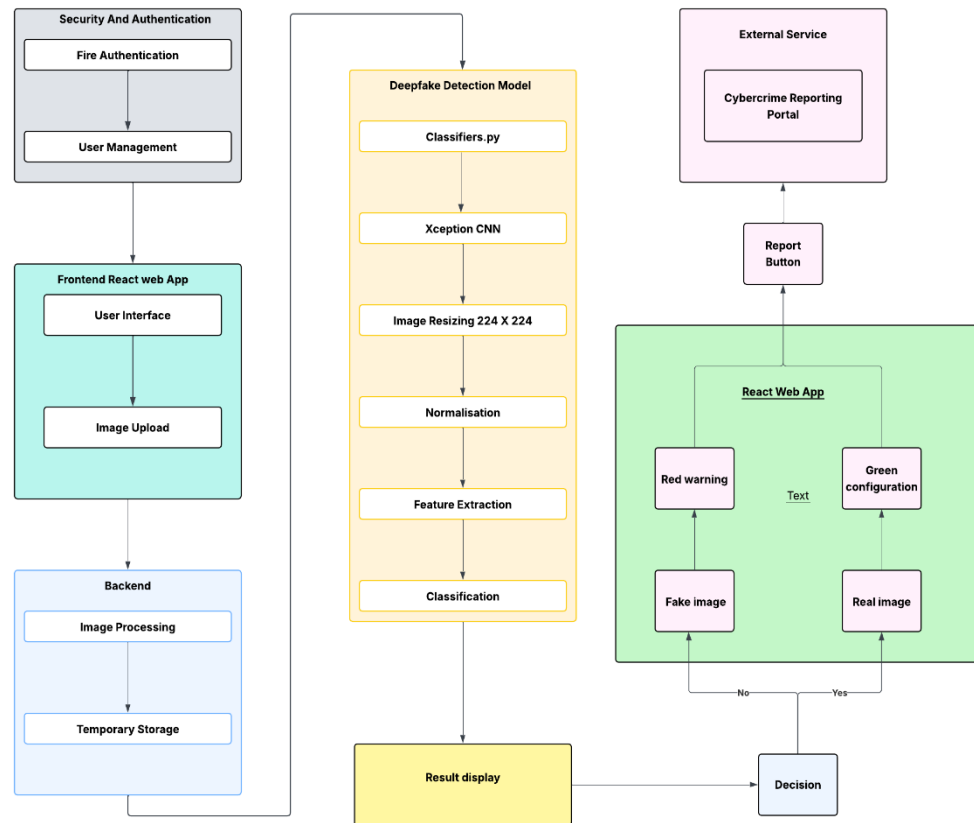 Security And Authentication
Fire Authentication
User Management
Frontend React web App
User Interface
Image Upload
Backend
Image Processing
Temporary Storage
Deepfake Detection Model
Classifiers.py
Xception CNN
Image Resizing 224 X 224
Normalisation
Feature Extraction
Classification
Result display
Decision
No
Yes
React Web App
Red warning
Green
configuration
Text
Fake image
Real image
Report
Button
External Service
Cybercrime Reporting
Portal